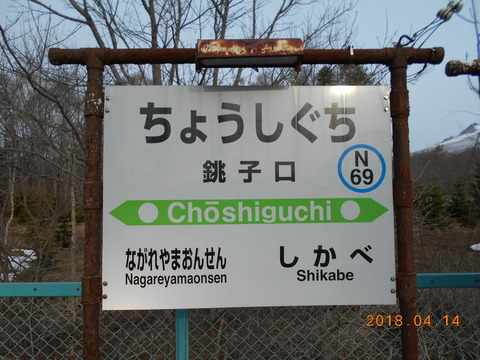 ちょうしぐち
銚子口
N
69
Chōshiguchi
ながれやまおんせん
Nagareyamaonsen
しかべ
Shikabe
2018.04.14